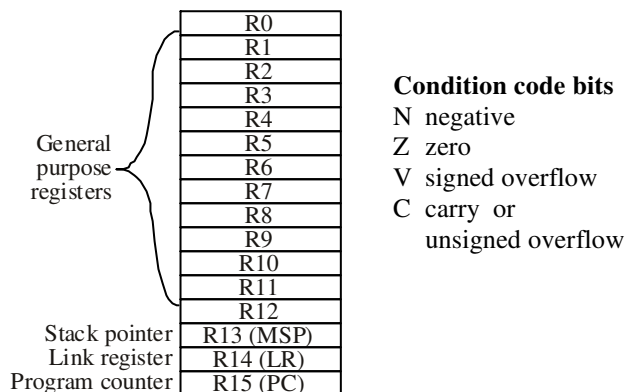 R0
R1
R2
R3
R4
R5
R6
R7
R8
R9
R10
R11
R12
General
purpose
registers
Stack pointer R13 (MSP)
Link register R14 (LR)
Program counter R15 (PC)
Condition code bits
N negative
Z zero
V signed overflow
C carry or
unsigned overflow